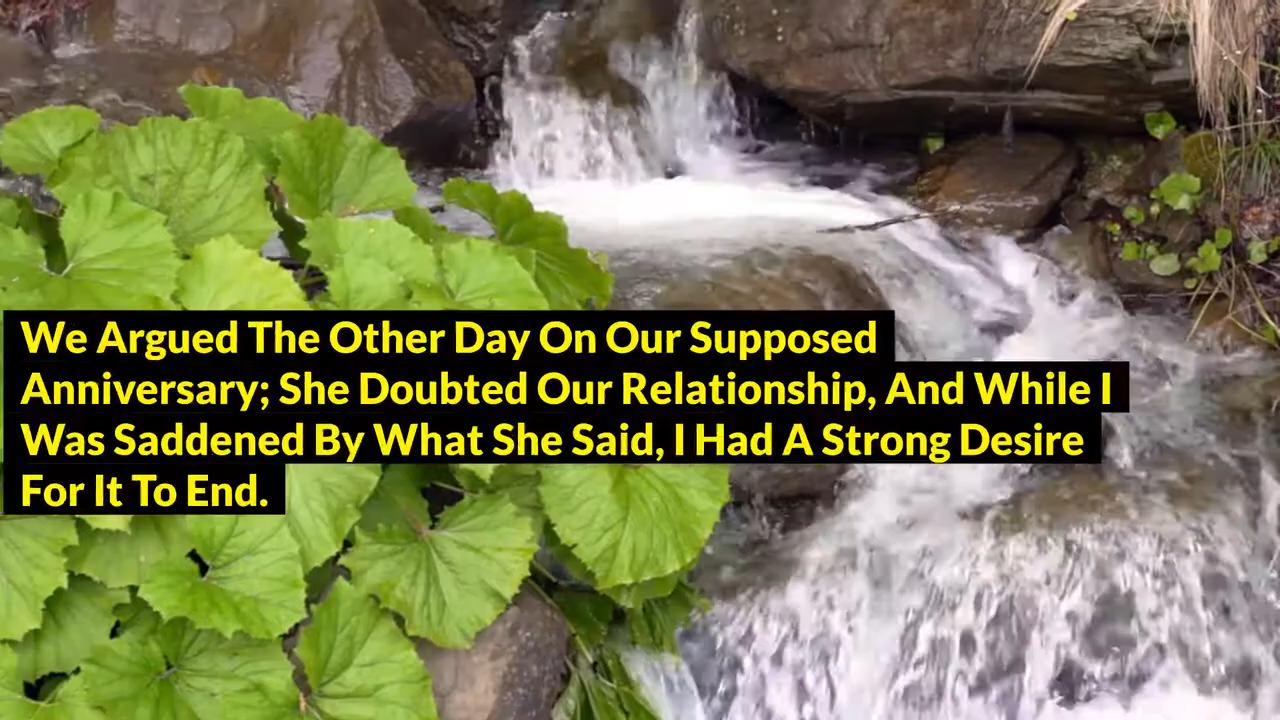 We Argued The Other Day On Our Supposed
Anniversary; She Doubted Our Relationship, And While I
Was Saddened By What She Said, I Had A Strong Desire
For It To End.